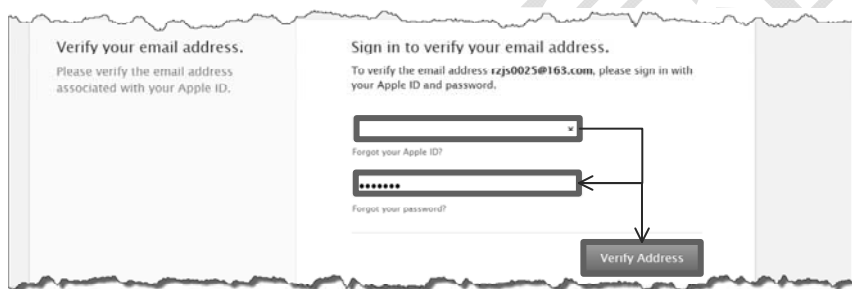 Verify your email address.
Please verify the email address
associated with your Apple ID.
Sign in to verify your email address.
To verify the email address rzjs0025@163.com, please sign in with
your Apple ID and password.
Forgot your Apple ID?
•••••••
Forgot your password?
Verify Address